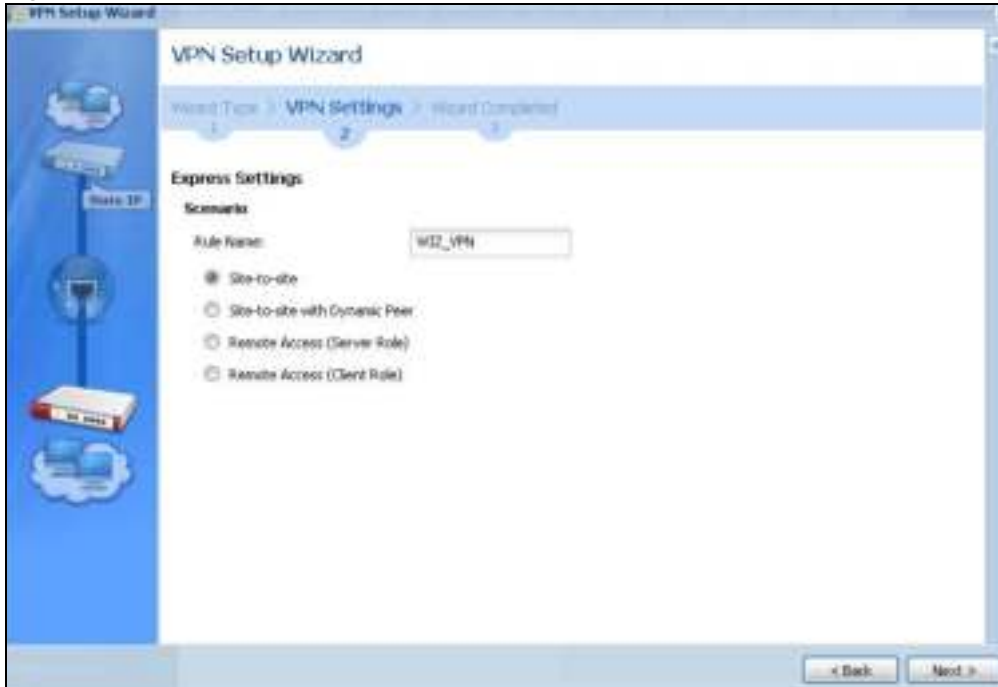 VPN Setup Wizard
VPN Setup Wizard
Wizard Type > VPN Settings > Wizard Completed
1 2 3
Static IP
Express Settings
Scenario
Rule Name: WIZ_VPN
Site-to-site
Site-to-site with Dynamic Peer
Remote Access (Server Role)
Remote Access (Client Role)
< Back Next >